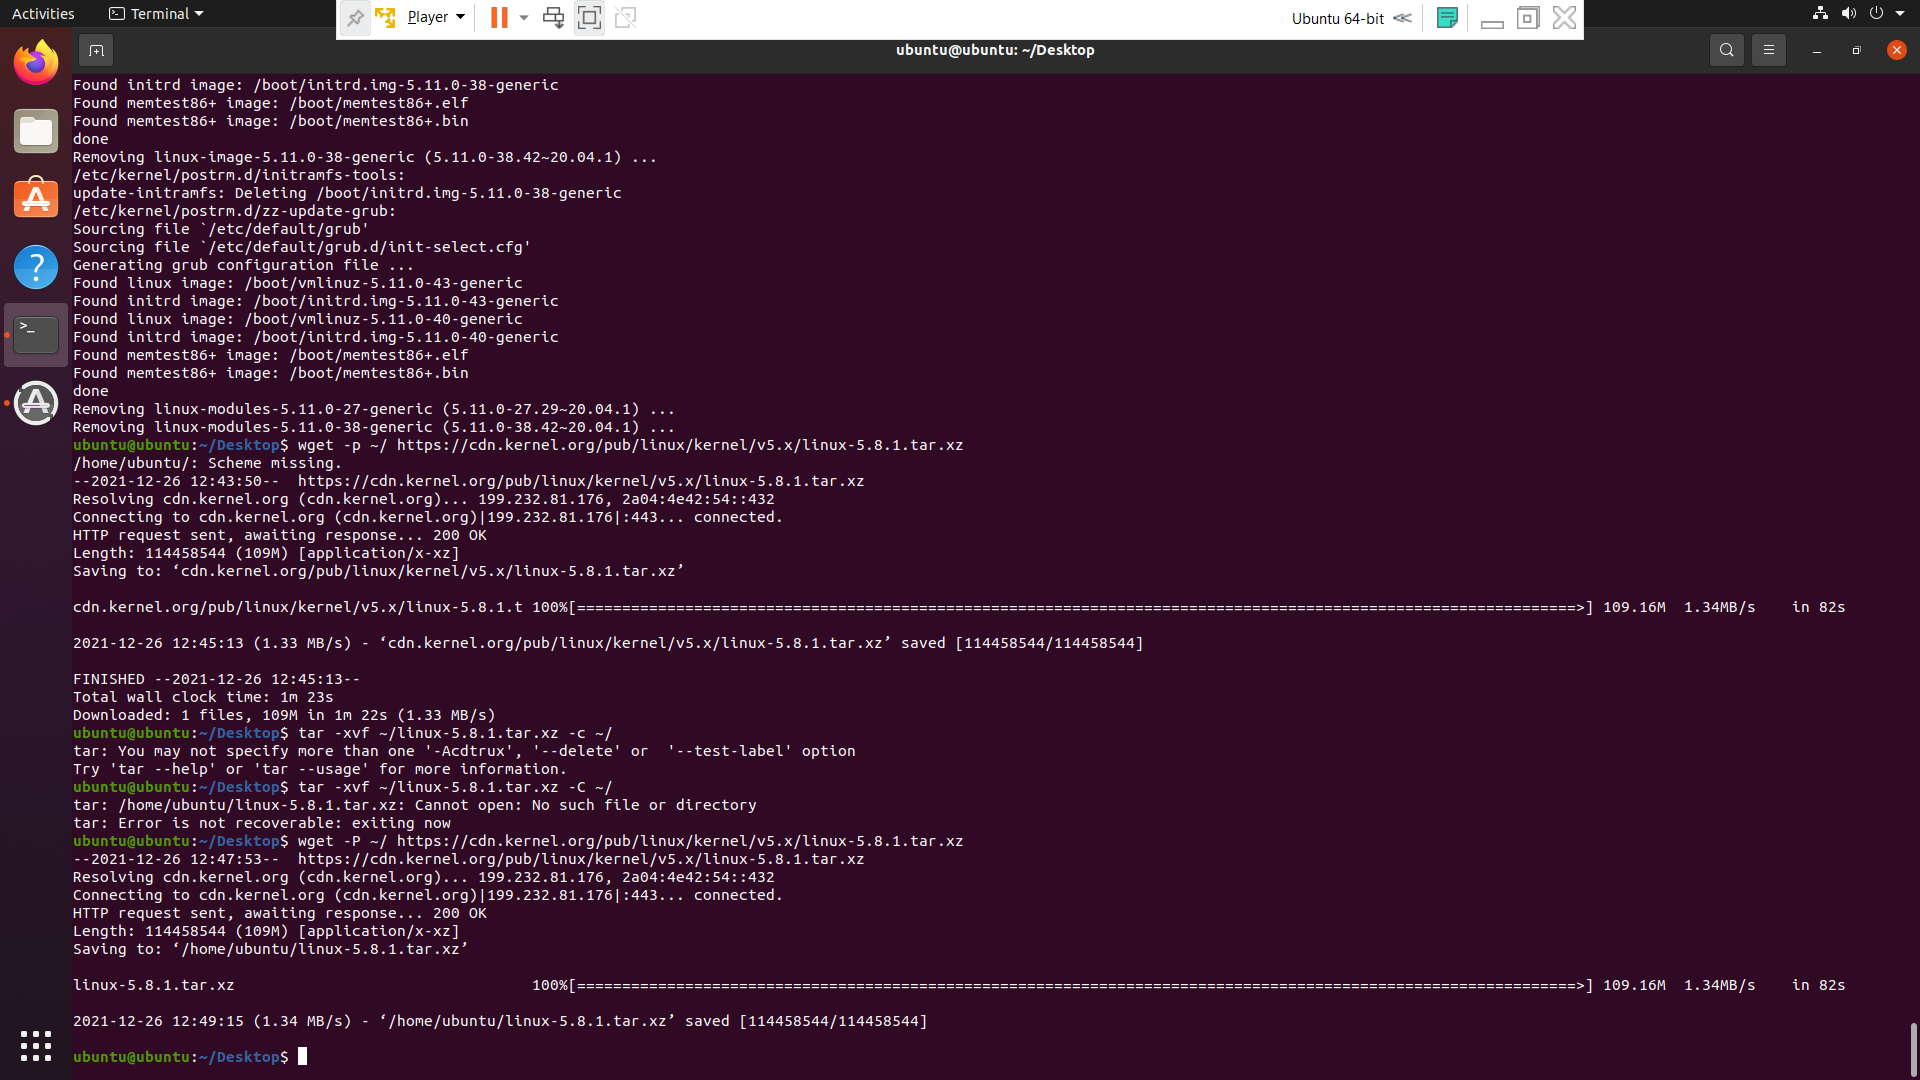 Activities
Terminal
Player
Ubuntu 64-bit
ubuntu@ubuntu: ~/Desktop
Found initrd image: /boot/initrd.img-5.11.0-38-generic
Found memtest86+ image: /boot/memtest86+.elf
Found memtest86+ image: /boot/memtest86+.bin
done
Removing linux-image-5.11.0-38-generic (5.11.0-38.42~20.04.1) ...
/etc/kernel/postrm.d/initramfs-tools:
update-initramfs: Deleting /boot/initrd.img-5.11.0-38-generic
/etc/kernel/postrm.d/zz-update-grub:
Sourcing file `/etc/default/grub'
Sourcing file `/etc/default/grub.d/init-select.cfg'
Generating grub configuration file ...
Found linux image: /boot/vmlinuz-5.11.0-43-generic
Found initrd image: /boot/initrd.img-5.11.0-43-generic
Found linux image: /boot/vmlinuz-5.11.0-40-generic
Found initrd image: /boot/initrd.img-5.11.0-40-generic
Found memtest86+ image: /boot/memtest86+.elf
Found memtest86+ image: /boot/memtest86+.bin
done
Removing linux-modules-5.11.0-27-generic (5.11.0-27.29~20.04.1) ...
Removing linux-modules-5.11.0-38-generic (5.11.0-38.42~20.04.1) ...
ubuntu@ubuntu:~/Desktop$ wget -p ~/ https://cdn.kernel.org/pub/linux/kernel/v5.x/linux-5.8.1.tar.xz
/home/ubuntu/: Scheme missing.
--2021-12-26 12:43:50--  https://cdn.kernel.org/pub/linux/kernel/v5.x/linux-5.8.1.tar.xz
Resolving cdn.kernel.org (cdn.kernel.org)... 199.232.81.176, 2a04:4e42:54::432
Connecting to cdn.kernel.org (cdn.kernel.org)|199.232.81.176|:443... connected.
HTTP request sent, awaiting response... 200 OK
Length: 114458544 (109M) [application/x-xz]
Saving to: ‘cdn.kernel.org/pub/linux/kernel/v5.x/linux-5.8.1.tar.xz’
cdn.kernel.org/pub/linux/kernel/v5.x/linux-5.8.1.t 100%[===============================================================================================================>] 109.16M  1.34MB/s    in 82s
2021-12-26 12:45:13 (1.33 MB/s) - ‘cdn.kernel.org/pub/linux/kernel/v5.x/linux-5.8.1.tar.xz’ saved [114458544/114458544]
FINISHED --2021-12-26 12:45:13--
Total wall clock time: 1m 23s
Downloaded: 1 files, 109M in 1m 22s (1.33 MB/s)
ubuntu@ubuntu:~/Desktop$ tar -xvf ~/linux-5.8.1.tar.xz -c ~/
tar: You may not specify more than one '-Acdtrux', '--delete' or  '--test-label' option
Try 'tar --help' or 'tar --usage' for more information.
ubuntu@ubuntu:~/Desktop$ tar -xvf ~/linux-5.8.1.tar.xz -C ~/
tar: /home/ubuntu/linux-5.8.1.tar.xz: Cannot open: No such file or directory
tar: Error is not recoverable: exiting now
ubuntu@ubuntu:~/Desktop$ wget -P ~/ https://cdn.kernel.org/pub/linux/kernel/v5.x/linux-5.8.1.tar.xz
--2021-12-26 12:47:53--  https://cdn.kernel.org/pub/linux/kernel/v5.x/linux-5.8.1.tar.xz
Resolving cdn.kernel.org (cdn.kernel.org)... 199.232.81.176, 2a04:4e42:54::432
Connecting to cdn.kernel.org (cdn.kernel.org)|199.232.81.176|:443... connected.
HTTP request sent, awaiting response... 200 OK
Length: 114458544 (109M) [application/x-xz]
Saving to: ‘/home/ubuntu/linux-5.8.1.tar.xz’
linux-5.8.1.tar.xz                                 100%[===============================================================================================================>] 109.16M  1.34MB/s    in 82s
2021-12-26 12:49:15 (1.34 MB/s) - ‘/home/ubuntu/linux-5.8.1.tar.xz’ saved [114458544/114458544]
ubuntu@ubuntu:~/Desktop$